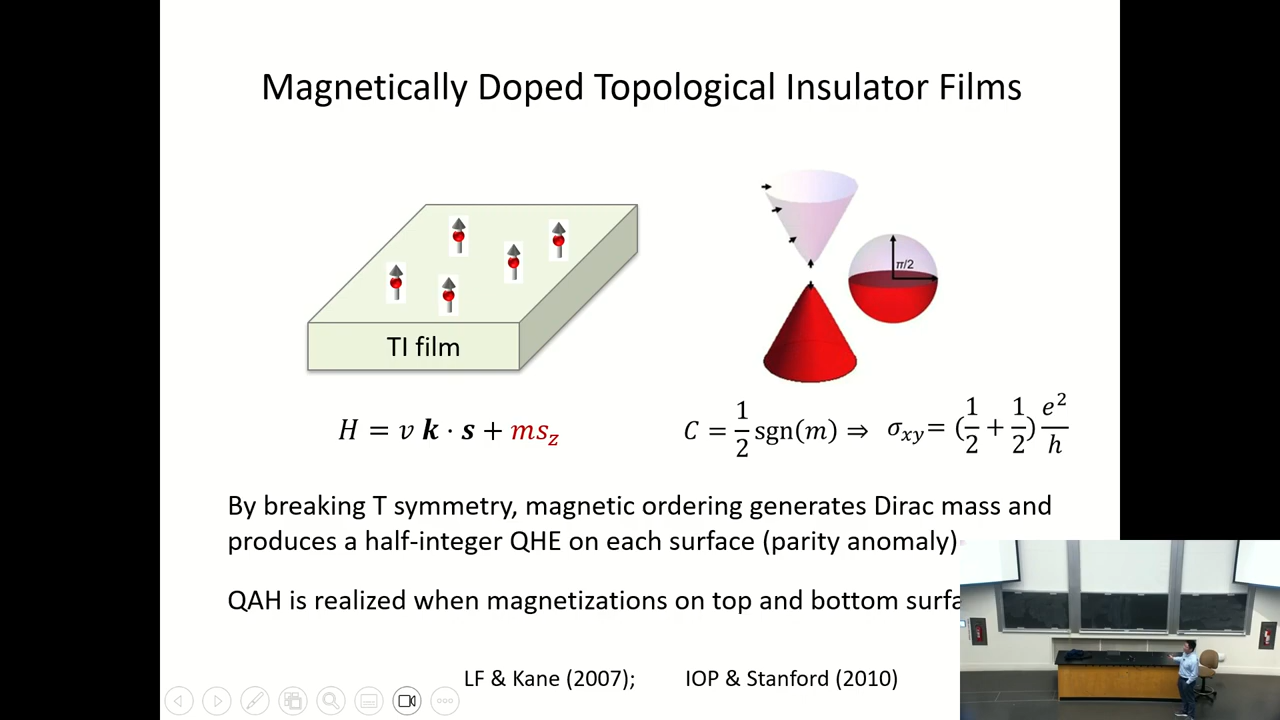 Magnetically Doped Topological Insulator Films
π/2
TI film
H = v k · s + ms_z
C = 1/2 sgn(m) ⇒ σ_xy = (1/2 + 1/2) e²/h
By breaking T symmetry, magnetic ordering generates Dirac mass and
produces a half-integer QHE on each surface (parity anomaly)
QAH is realized when magnetizations on top and bottom
LF & Kane (2007); IOP & Stanford (2010)